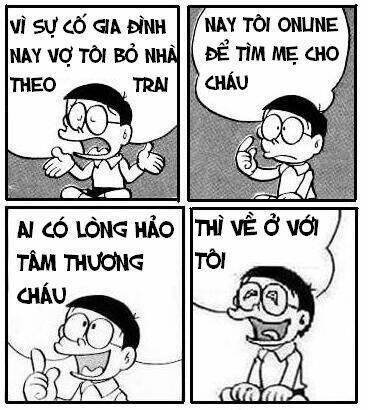 VÌ SỰ CỐ GIA ĐÌNH
NAY VỢ TÔI BỎ NHÀ
THEO TRAI
NAY TÔI ONLINE
ĐỂ TÌM MẸ CHO
CHÁU
AI CÓ LÒNG HẢO
TÂM THƯƠNG
CHÁU
THÌ VỀ Ở VỚI
TÔI